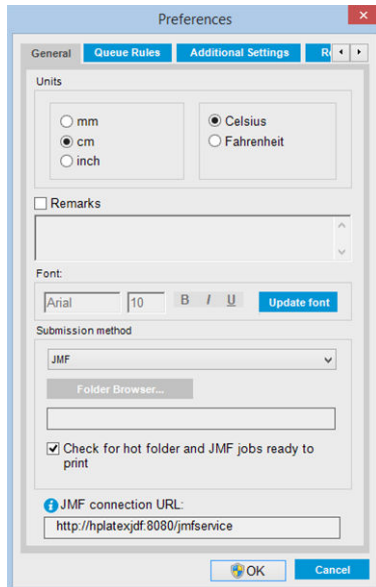 Preferences
General Queue Rules Additional Settings
Units
mm
cm
inch
Celsius
Fahrenheit
Remarks
Font:
Arial 10 B I U Update font
Submission method
JMF
Folder Browser...
Check for hot folder and JMF jobs ready to
print
JMF connection URL:
http://hplatexjdf:8080/jmfservice
OK Cancel